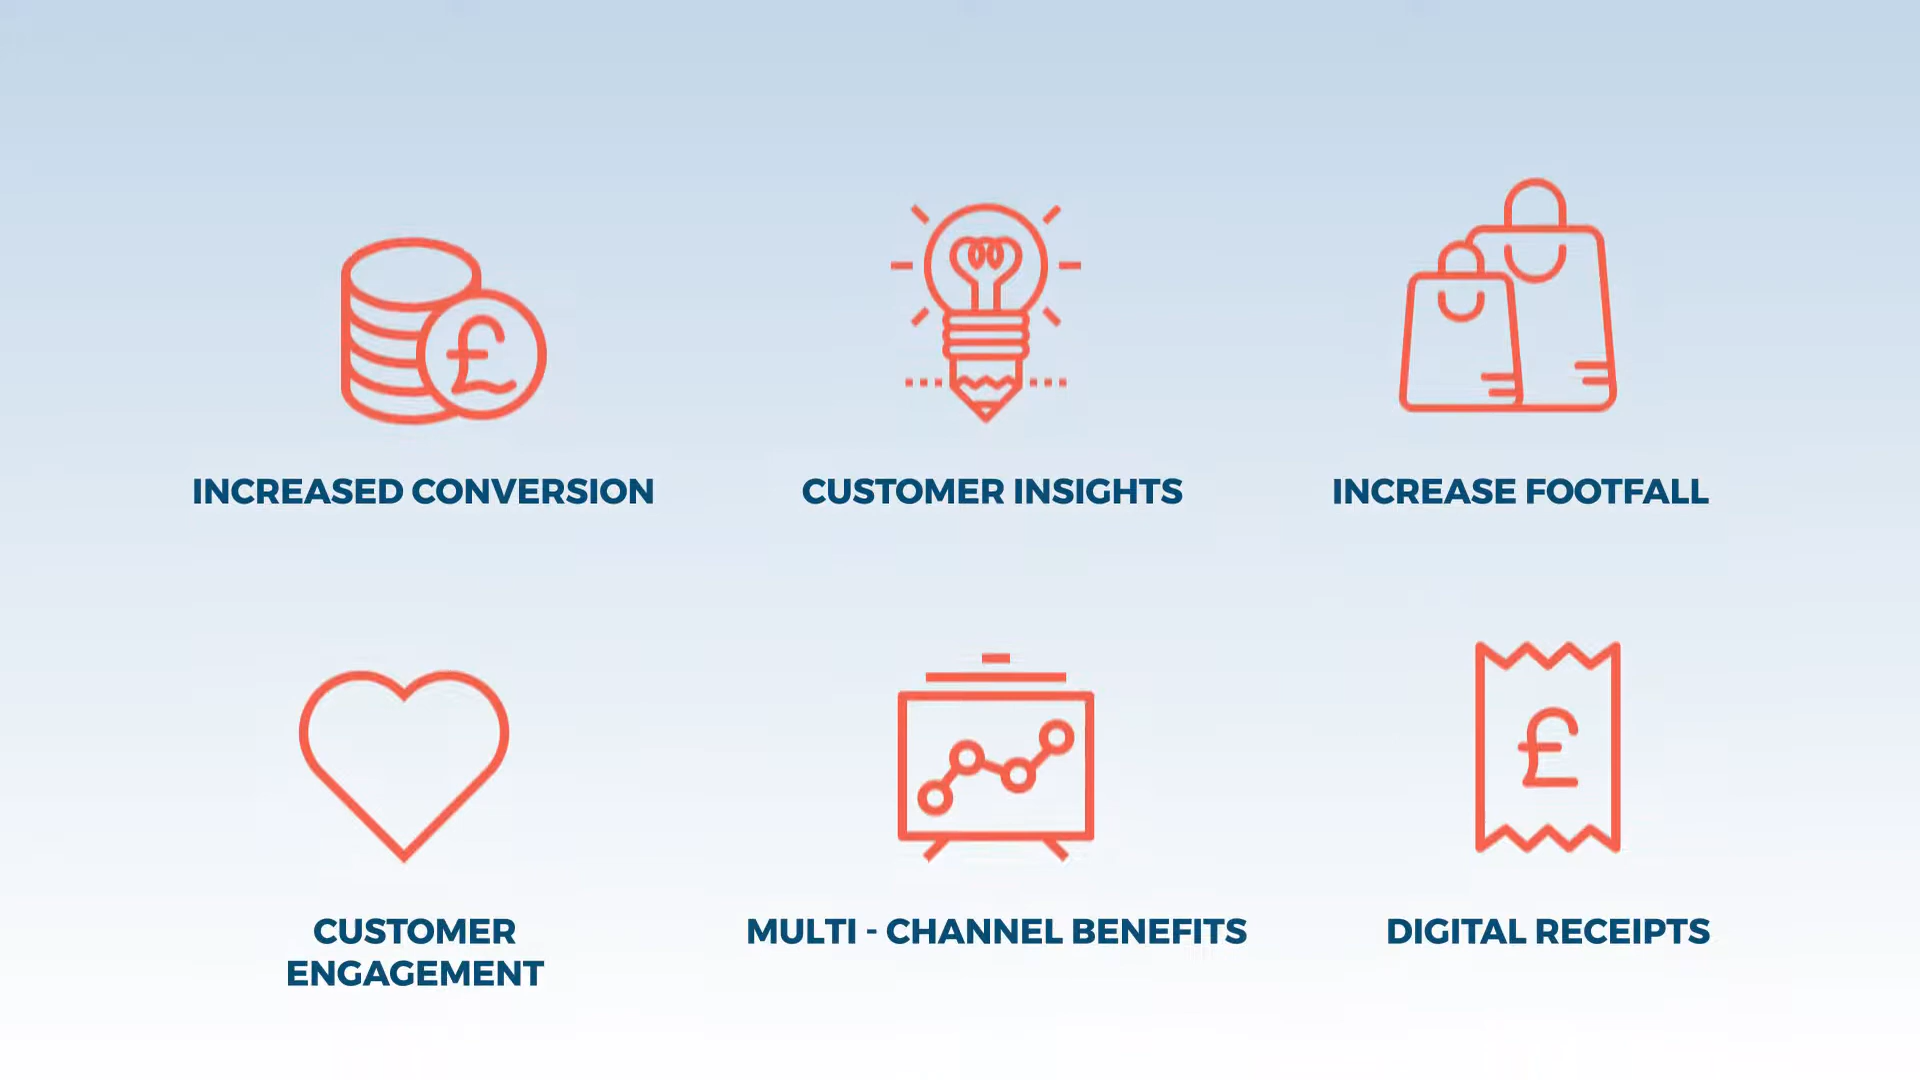 £
INCREASED CONVERSION
CUSTOMER INSIGHTS
INCREASE FOOTFALL
£
CUSTOMER
ENGAGEMENT
MULTI - CHANNEL BENEFITS
DIGITAL RECEIPTS